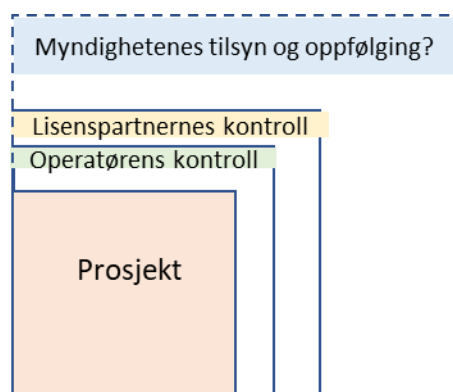 Myndighetenes tilsyn og oppfølging?
Lisenspartnernes kontroll
Operatørens kontroll
Prosjekt